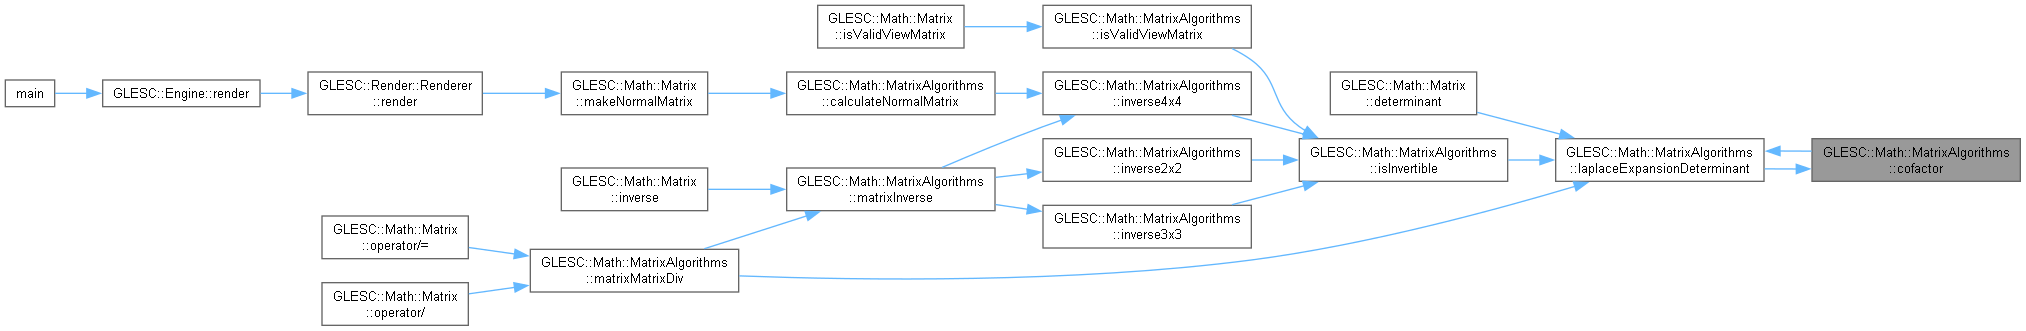 GLESC::Math::Matrix
::isValidViewMatrix
GLESC::Math::MatrixAlgorithms
::isValidViewMatrix
main
GLESC::Engine::render
GLESC::Render::Renderer
::render
GLESC::Math::Matrix
::makeNormalMatrix
GLESC::Math::MatrixAlgorithms
::calculateNormalMatrix
GLESC::Math::MatrixAlgorithms
::inverse4x4
GLESC::Math::Matrix
::determinant
GLESC::Math::MatrixAlgorithms
::inverse2x2
GLESC::Math::MatrixAlgorithms
::isInvertible
GLESC::Math::MatrixAlgorithms
::laplaceExpansionDeterminant
GLESC::Math::MatrixAlgorithms
::cofactor
GLESC::Math::Matrix
::inverse
GLESC::Math::MatrixAlgorithms
::matrixInverse
GLESC::Math::MatrixAlgorithms
::inverse3x3
GLESC::Math::Matrix
::operator/=
GLESC::Math::MatrixAlgorithms
::matrixMatrixDiv
GLESC::Math::Matrix
::operator/